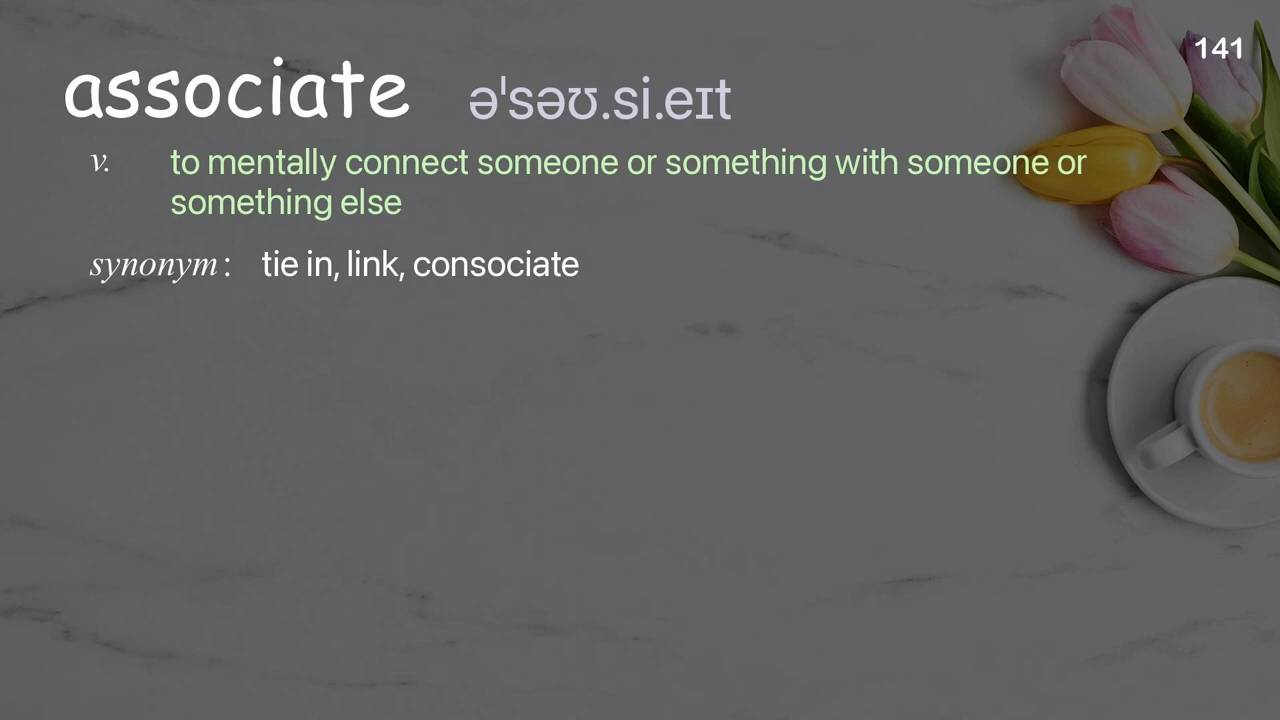 141
associate əˈsəʊ.si.eɪt
v. to mentally connect someone or something with someone or
something else
synonym : tie in, link, consociate